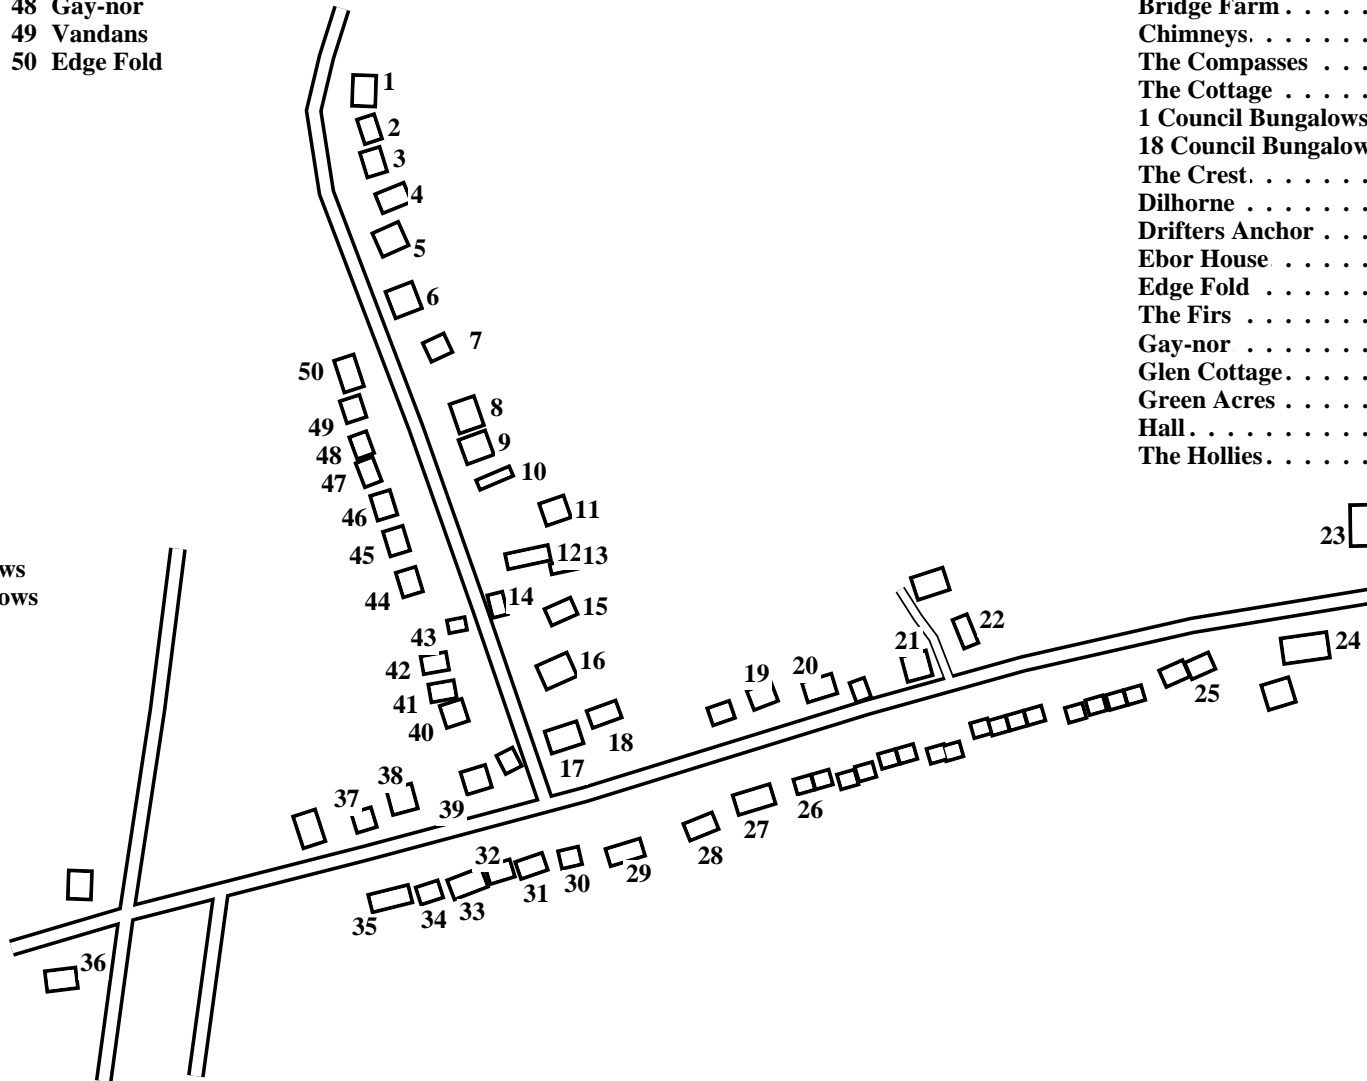 48 Gay-nor
49 Vandans
50 Edge Fold
ws
ows
Bridge Farm . . . . .
Chimneys. . . . . . .
The Compasses . . .
The Cottage . . . . .
1 Council Bungalows
18 Council Bungalow
The Crest. . . . . . .
Dilhorne . . . . . . .
Drifters Anchor . . .
Ebor House . . . . .
Edge Fold . . . . . .
The Firs . . . . . . .
Gay-nor . . . . . . .
Glen Cottage. . . . .
Green Acres . . . . .
Hall. . . . . . . . . .
The Hollies. . . . . .
1
2
3
4
5
6
7
8
9
10
11
12
13
14
15
16
17
18
19
20
21
22
23
24
25
26
27
28
29
30
31
32
33
34
35
36
37
38
39
40
41
42
43
44
45
46
47
48
49
50